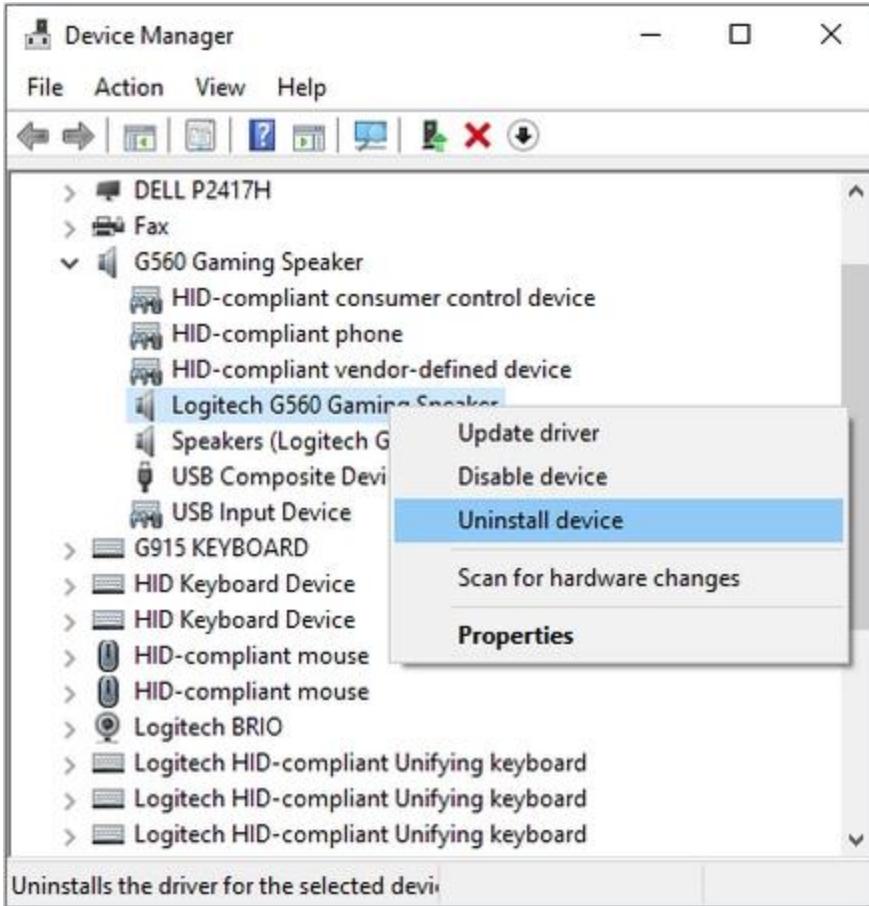 Device Manager
File Action View Help
DELL P2417H
Fax
G560 Gaming Speaker
HID-compliant consumer control device
HID-compliant phone
HID-compliant vendor-defined device
Logitech G560 Gaming Speaker
Speakers (Logitech G
USB Composite Devi
USB Input Device
G915 KEYBOARD
HID Keyboard Device
HID Keyboard Device
HID-compliant mouse
HID-compliant mouse
Logitech BRIO
Logitech HID-compliant Unifying keyboard
Logitech HID-compliant Unifying keyboard
Logitech HID-compliant Unifying keyboard
Update driver
Disable device
Uninstall device
Scan for hardware changes
Properties
Uninstalls the driver for the selected devi